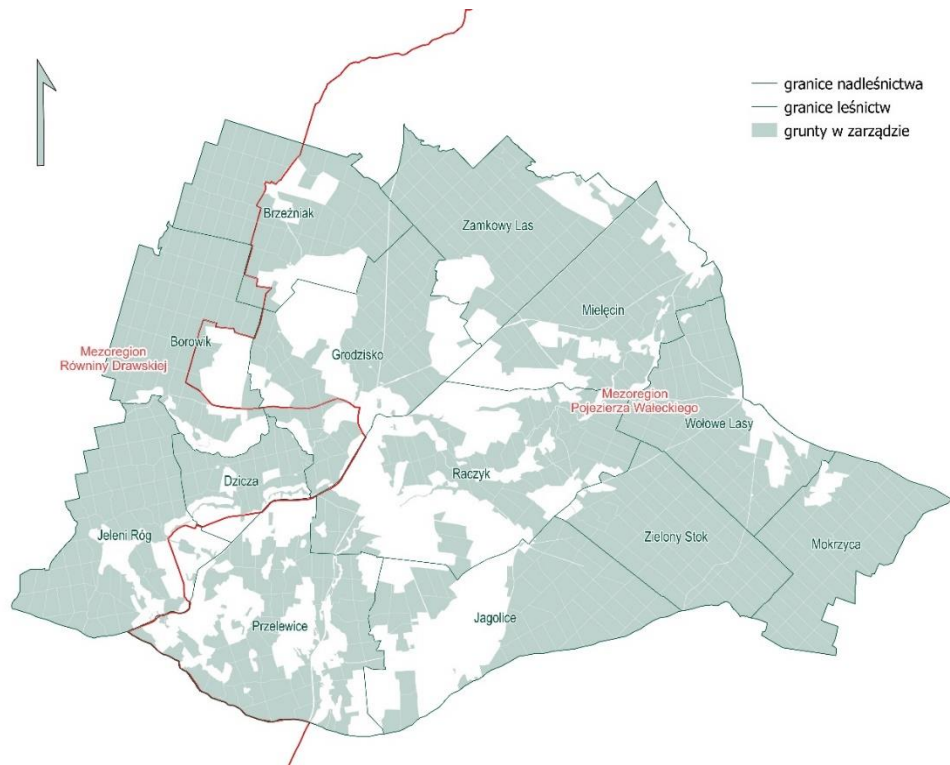 granice nadleśnictwa
granice leśnictw
grunty w zarządzie
Brzeźniak
Zamkowy Las
Mielęcin
Borowik
Grodzisko
Mezoregion
Równiny Drawskiej
Mezoregion
Pojezierza Wałeckiego
Wołowe Lasy
Dzicza
Raczyk
Jeleni Róg
Zielony Stok
Mokrzyca
Przelewice
Jagolice